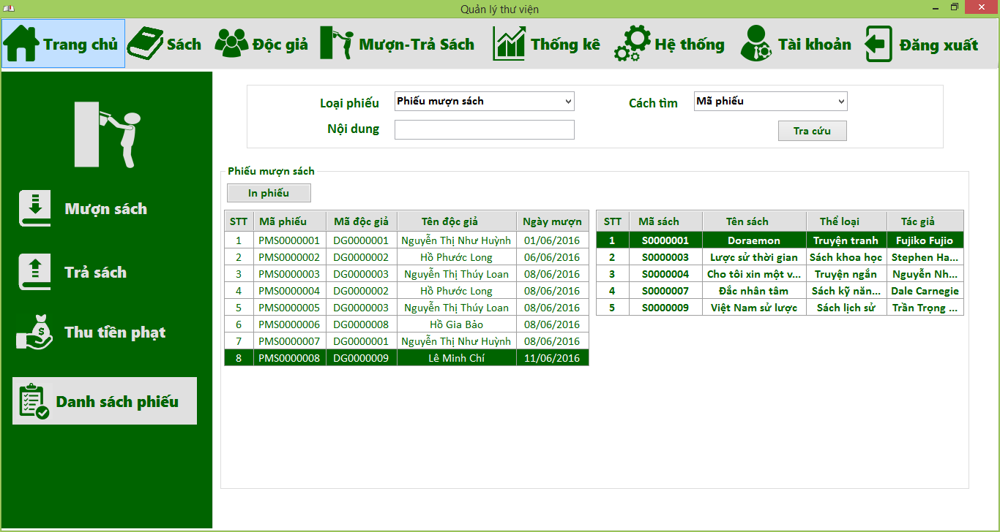 Quản lý thư viện
Trang chủ Sách Độc giả Mượn-Trả Sách Thống kê Hệ thống Tài khoản Đăng xuất
Mượn sách
Trả sách
$
Thu tiền phạt
Danh sách phiếu
Loại phiếu Phiếu mượn sách Cách tìm Mã phiếu
Nội dung Tra cứu
Phiếu mượn sách
In phiếu
STT Mã phiếu Mã độc giả Tên độc giả Ngày mượn
1 PMS0000001 DG0000001 Nguyễn Thị Như Huỳnh 01/06/2016
2 PMS0000002 DG0000002 Hồ Phước Long 06/06/2016
3 PMS0000003 DG0000003 Nguyễn Thị Thúy Loan 08/06/2016
4 PMS0000004 DG0000002 Hồ Phước Long 08/06/2016
5 PMS0000005 DG0000003 Nguyễn Thị Thúy Loan 08/06/2016
6 PMS0000006 DG0000008 Hồ Gia Bảo 08/06/2016
7 PMS0000007 DG0000001 Nguyễn Thị Như Huỳnh 08/06/2016
8 PMS0000008 DG0000009 Lê Minh Chí 11/06/2016
STT Mã sách Tên sách Thể loại Tác giả
1 S0000001 Doraemon Truyện tranh Fujiko Fujio
2 S0000003 Lược sử thời gian Sách khoa học Stephen Ha...
3 S0000004 Cho tôi xin một v... Truyện ngắn Nguyễn Nh...
4 S0000007 Đắc nhân tâm Sách kỹ năn... Dale Carnegie
5 S0000009 Việt Nam sử lược Sách lịch sử Trần Trọng ...